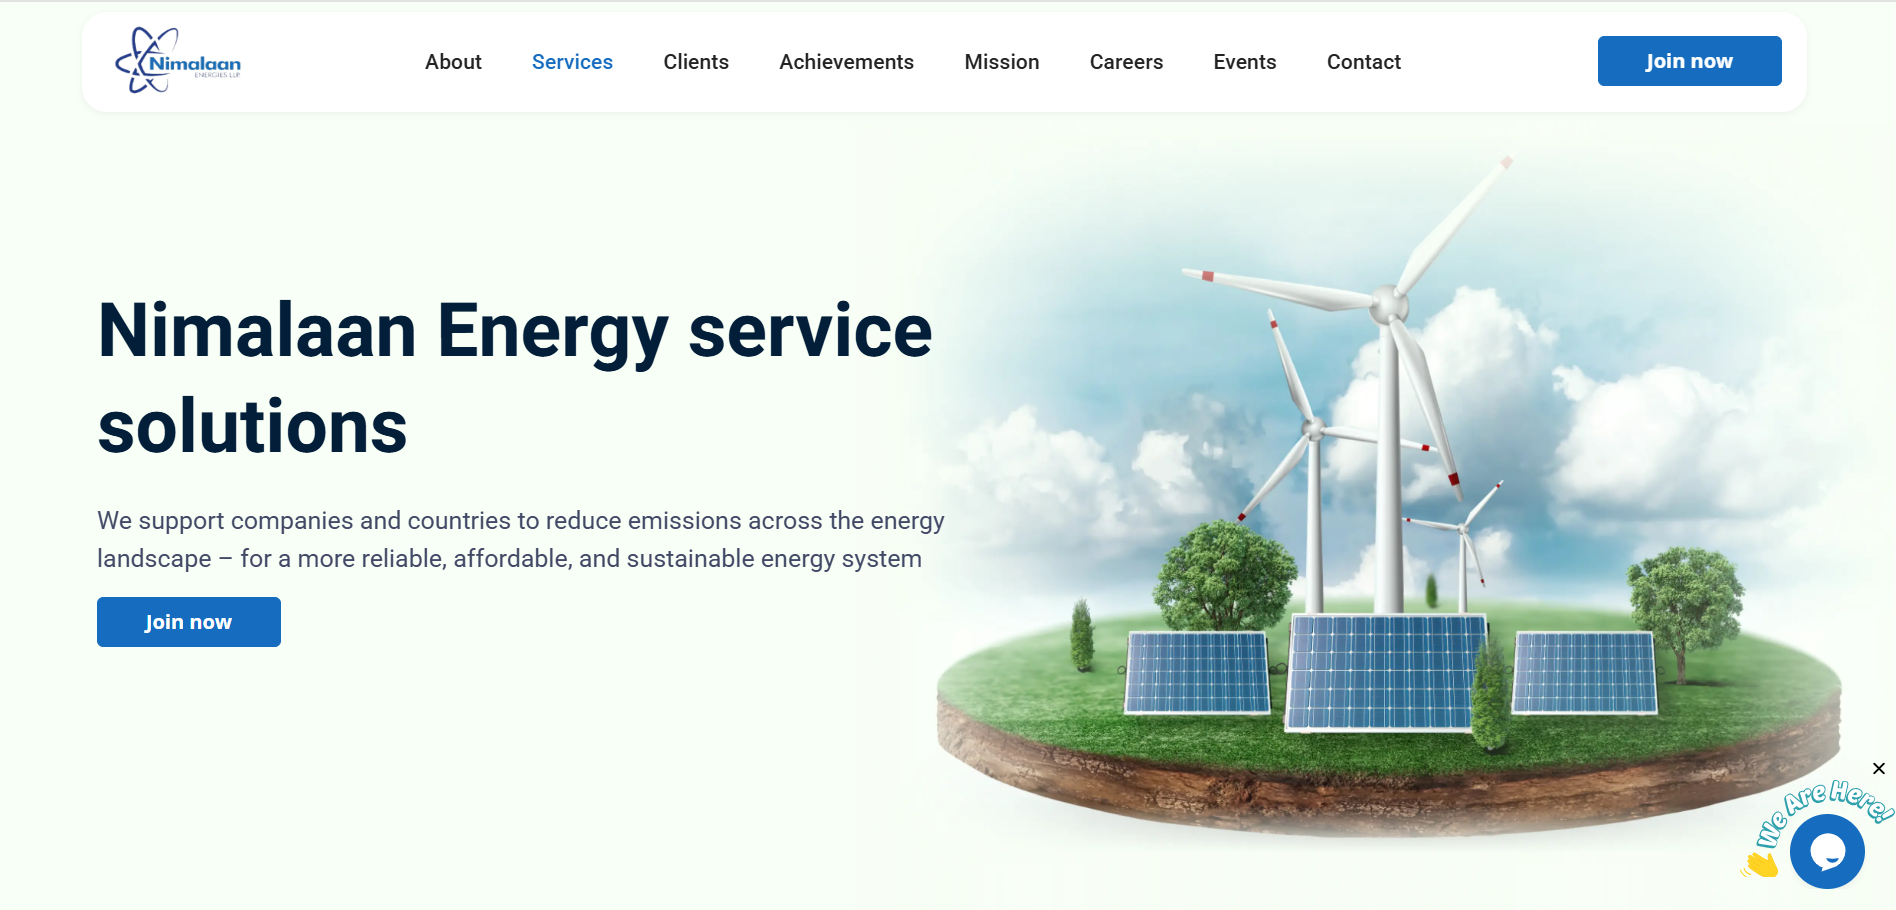 Nimalaan
ENERGIES LLP
About
Services
Clients
Achievements
Mission
Careers
Events
Contact
Join now
Nimalaan Energy service
solutions
We support companies and countries to reduce emissions across the energy
landscape – for a more reliable, affordable, and sustainable energy system
Join now
We Are Here!